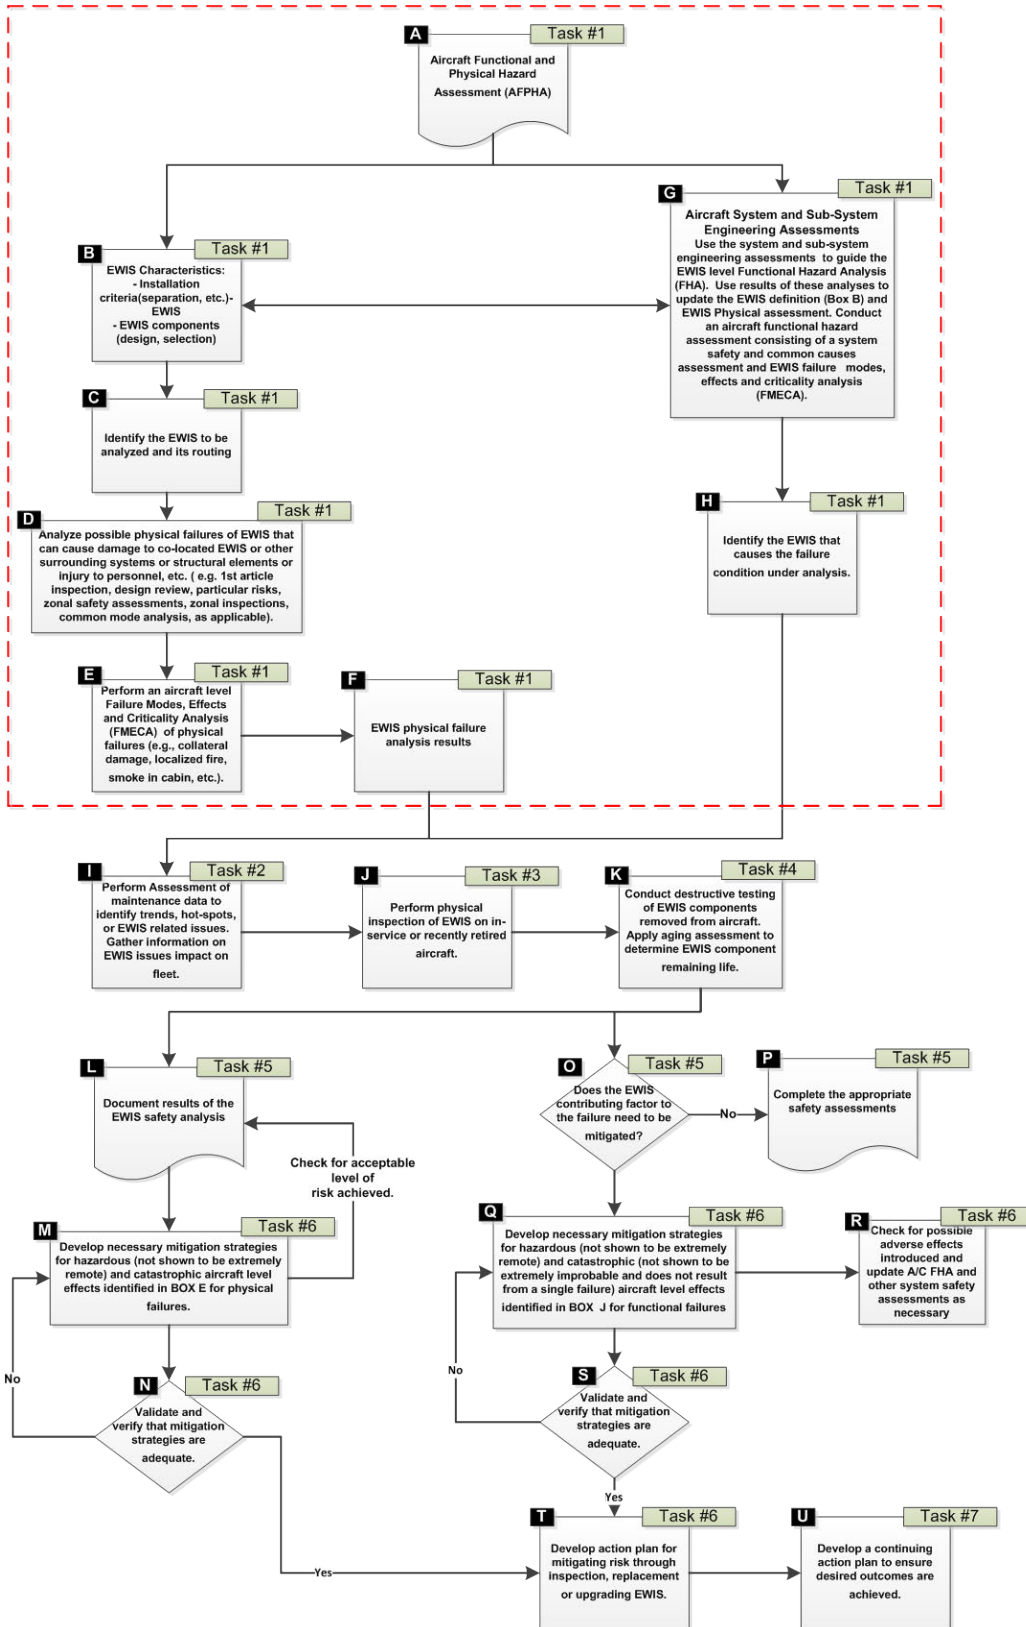 A
Task #1
Aircraft Functional and
Physical Hazard
Assessment (AFPHA)
G
Task #1
Aircraft System and Sub-System
Engineering Assessments
Use the system and sub-system
engineering assessments to guide the
EWIS level Functional Hazard Analysis
(FHA). Use results of these analyses to
update the EWIS definition (Box B) and
EWIS Physical assessment. Conduct
an aircraft functional hazard
assessment consisting of a system
safety and common causes
assessment and EWIS failure modes,
effects and criticality analysis
(FMECA).
B
Task #1
EWIS Characteristics:
- Installation
criteria(separation, etc.)-
EWIS
- EWIS components
(design, selection)
C
Task #1
Identify the EWIS to be
analyzed and its routing
D
Task #1
Analyze possible physical failures of EWIS that
can cause damage to co-located EWIS or other
surrounding systems or structural elements or
injury to personnel, etc. ( e.g. 1st article
inspection, design review, particular risks,
zonal safety assessments, zonal inspections,
common mode analysis, as applicable).
H
Task #1
Identify the EWIS that
causes the failure
condition under analysis.
E
Task #1
Perform an aircraft level
Failure Modes, Effects
and Criticality Analysis
(FMECA) of physical
failures (e.g., collateral
damage, localized fire,
smoke in cabin, etc.).
F
Task #1
EWIS physical failure
analysis results
I
Task #2
Perform Assessment of
maintenance data to
identify trends, hot-spots,
or EWIS related issues.
Gather information on
EWIS issues impact on
fleet.
J
Task #3
Perform physical
inspection of EWIS on in-
service or recently retired
aircraft.
K
Task #4
Conduct destructive testing
of EWIS components
removed from aircraft.
Apply aging assessment to
determine EWIS component
remaining life.
L
Task #5
Document results of the
EWIS safety analysis
O
Task #5
Does the EWIS
contributing factor to
the failure need to be
mitigated?
No
P
Task #5
Complete the appropriate
safety assessments
Check for acceptable
level of
risk achieved.
M
Task #6
Develop necessary mitigation strategies
for hazardous (not shown to be extremely
remote) and catastrophic aircraft level
effects identified in BOX E for physical
failures.
Q
Task #6
Develop necessary mitigation strategies
for hazardous (not shown to be extremely
remote) and catastrophic (not shown to be
extremely improbable and does not result
from a single failure) aircraft level effects
identified in BOX J for functional failures
R
Task #6
Check for possible
adverse effects
introduced and
update A/C FHA and
other system safety
assessments as
necessary
No
N
Task #6
Validate and
verify that mitigation
strategies are
adequate.
No
S
Task #6
Validate and
verify that mitigation
strategies are
adequate.
Yes
Yes
T
Task #6
Develop action plan for
mitigating risk through
inspection, replacement
or upgrading EWIS.
U
Task #7
Develop a continuing
action plan to ensure
desired outcomes are
achieved.